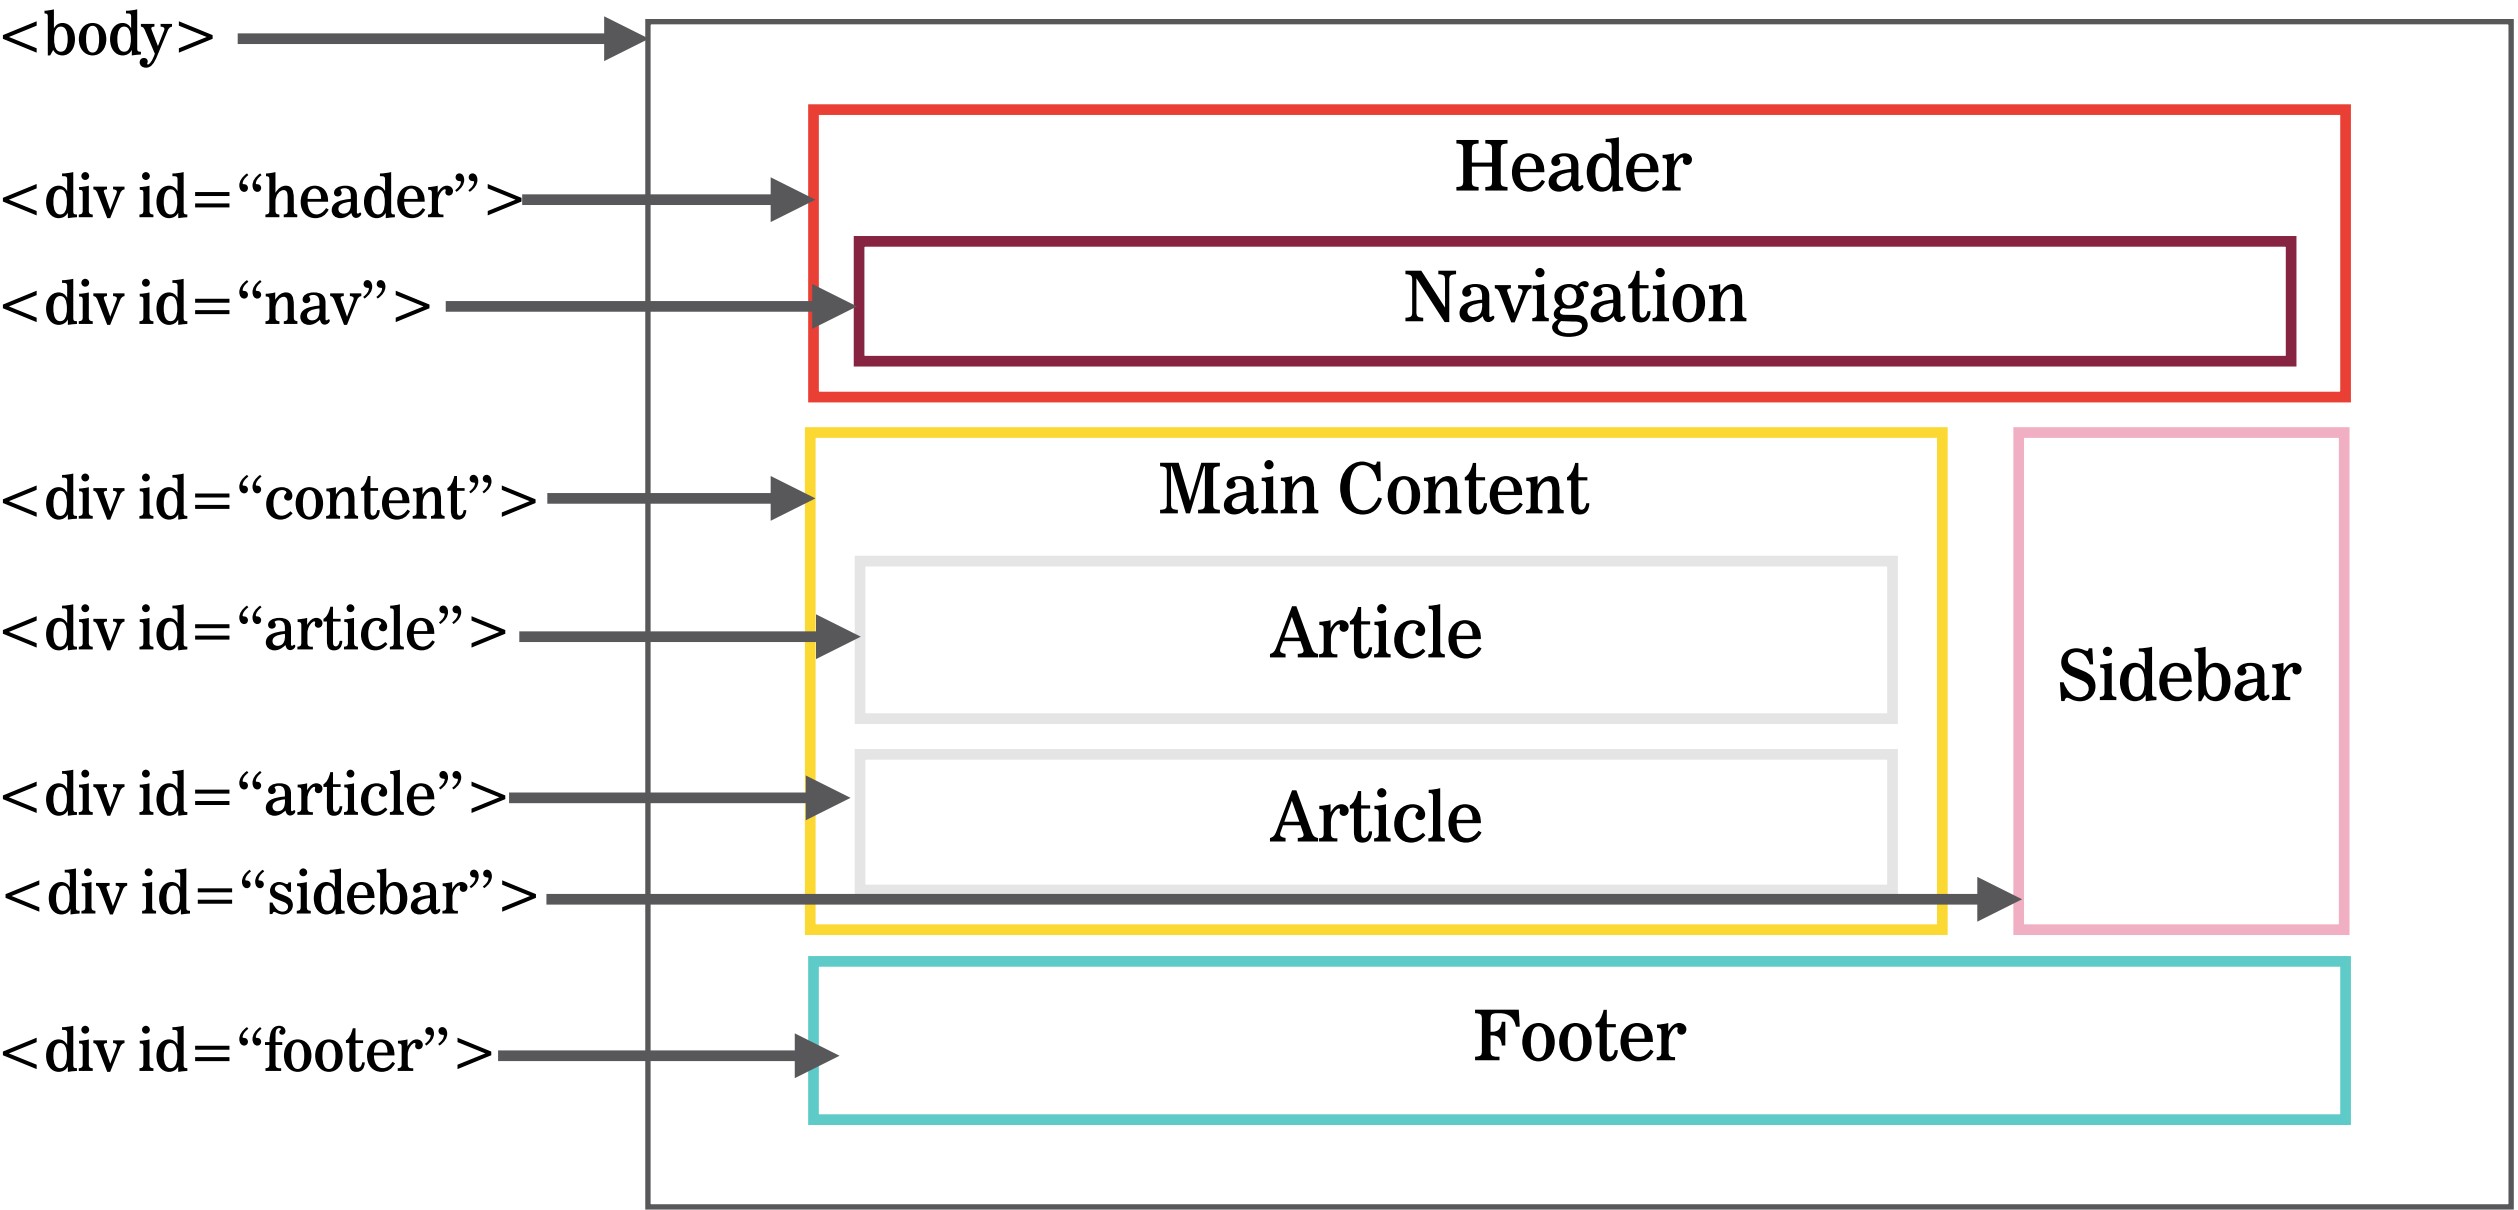 <body>
<div id=“header”>
Header
<div id=“nav”>
Navigation
<div id=“content”>
Main Content
<div id=“article”>
Article
Sidebar
<div id=“article”>
Article
<div id=“sidebar”>
<div id=“footer”>
Footer